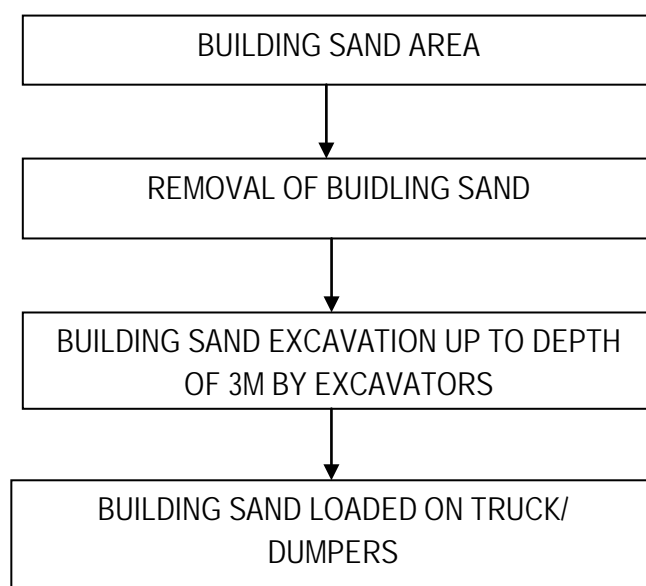 BUILDING SAND AREA
REMOVAL OF BUIDLING SAND
BUILDING SAND EXCAVATION UP TO DEPTH
OF 3M BY EXCAVATORS
BUILDING SAND LOADED ON TRUCK/
DUMPERS